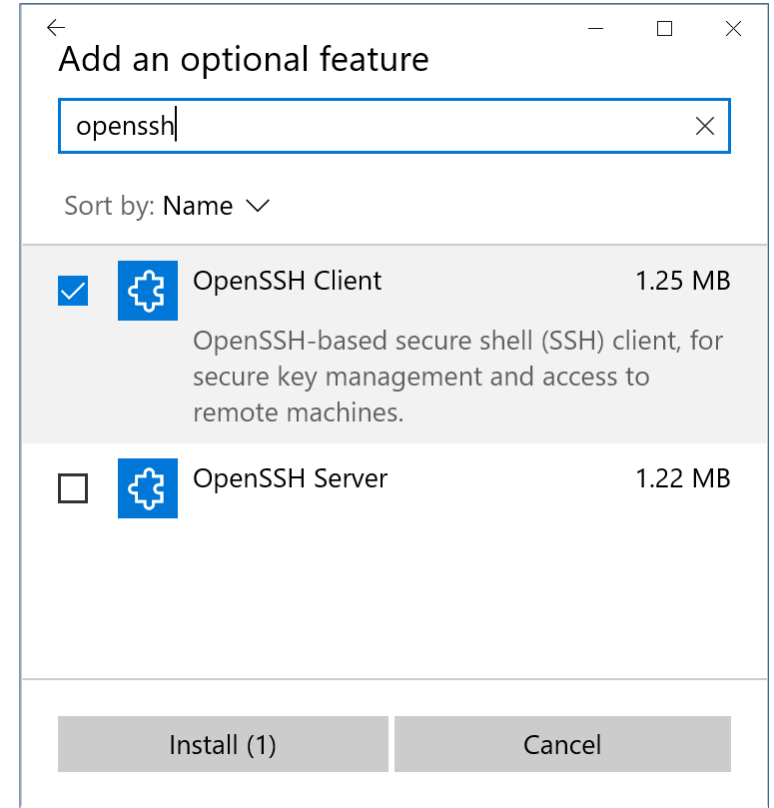 Add an optional feature
openssh
Sort by: Name
OpenSSH Client 1.25 MB
OpenSSH-based secure shell (SSH) client, for
secure key management and access to
remote machines.
OpenSSH Server 1.22 MB
Install (1) Cancel